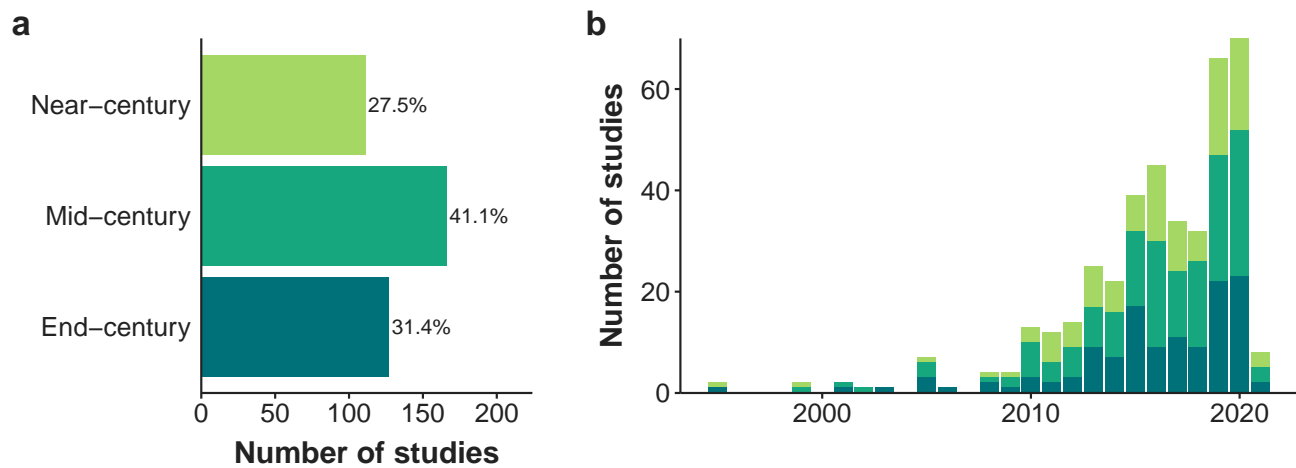 a
Near−century
27.5%
Mid−century
41.1%
End−century
31.4%
0 50 100 150 200
Number of studies
b
Number of studies
60
40
20
0
2000 2010 2020